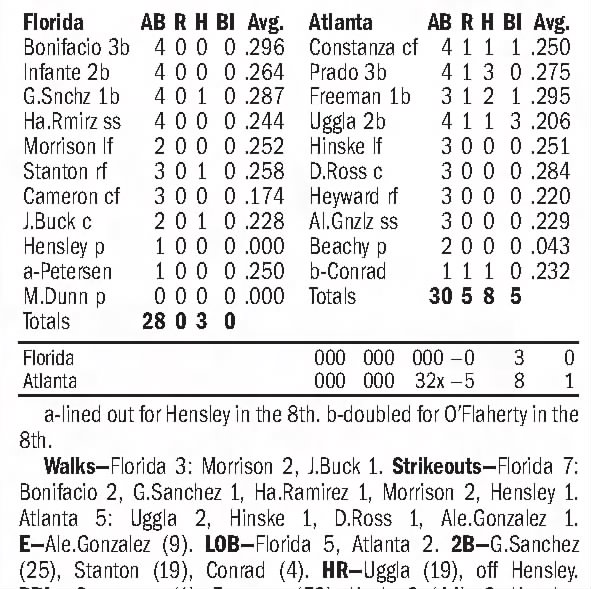 Florida AB R H BI Avg. Atlanta AB R H BI Avg.
Bonifacio 3b 4 0 0 0 .296 Constanza cf 4 1 1 1 .250
Infante 2b 4 0 0 0 .264 Prado 3b 4 1 3 0 .275
G.Snchz 1b 4 0 1 0 .287 Freeman 1b 3 1 2 1 .295
Ha.Rmirz ss 4 0 0 0 .244 Uggla 2b 4 1 1 3 .206
Morrison lf 2 0 0 0 .252 Hinske lf 3 0 0 0 .251
Stanton rf 3 0 1 0 .258 D.Ross c 3 0 0 0 .284
Cameron cf 3 0 0 0 .174 Heyward rf 3 0 0 0 .220
J.Buck c 2 0 1 0 .228 Al.Gnzlz ss 3 0 0 0 .229
Hensley p 1 0 0 0 .000 Beachy p 2 0 0 0 .043
a-Petersen 1 0 0 0 .250 b-Conrad 1 1 1 0 .232
M.Dunn p 0 0 0 0 .000 Totals 30 5 8 5
Totals 28 0 3 0
Florida 000 000 000 –0 3 0
Atlanta 000 000 32x –5 8 1
a-lined out for Hensley in the 8th. b-doubled for O'Flaherty in the
8th.
Walks—Florida 3: Morrison 2, J.Buck 1. Strikeouts—Florida 7:
Bonifacio 2, G.Sanchez 1, Ha.Ramirez 1, Morrison 2, Hensley 1.
Atlanta 5: Uggla 2, Hinske 1, D.Ross 1, Ale.Gonzalez 1.
E—Ale.Gonzalez (9). LOB—Florida 5, Atlanta 2. 2B—G.Sanchez
(25), Stanton (19), Conrad (4). HR—Uggla (19), off Hensley.